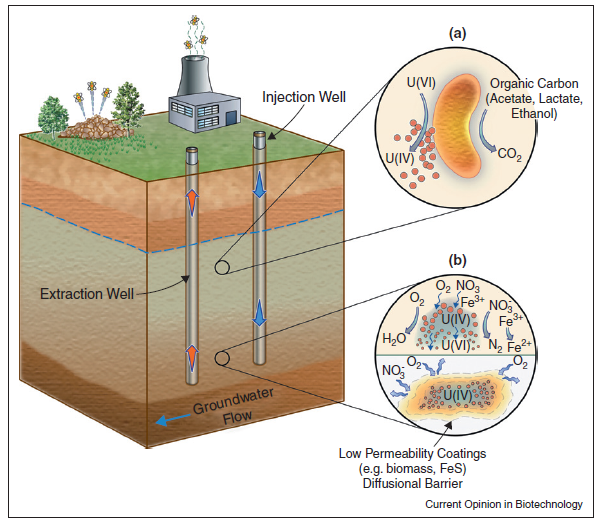 (a)
Injection Well
U(VI)
Organic Carbon
(Acetate, Lactate,
Ethanol)
U(IV)
CO2
(b)
Extraction Well
O2 NO3-
O2
Fe3+
NO3-
Fe3+
U(IV)
H2O
U(VI)
N2 Fe2+
O2
O2
NO3-
U(IV)
Groundwater
Flow
Low Permeability Coatings
(e.g. biomass, FeS)
Diffusional Barrier
Current Opinion in Biotechnology